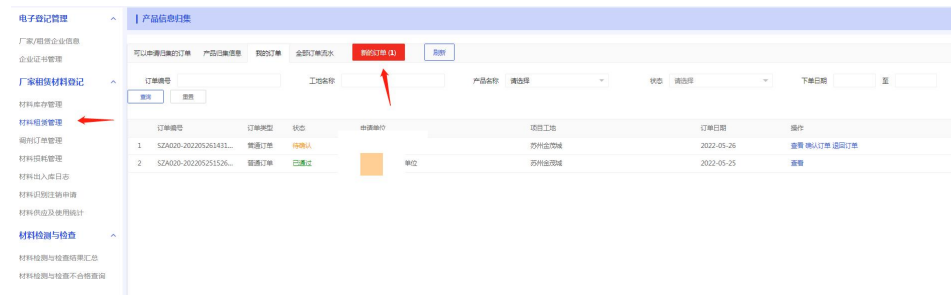 电子登记管理
厂家/租赁企业信息
企业证书管理
厂家租赁材料登记
材料库存管理
材料租赁管理
调剂订单管理
材料损耗管理
材料出入库日志
材料识别注销申请
材料供应及使用统计
材料检测与检查
材料检测与检查结果汇总
材料检测与检查不合格查询
产品信息归集
可以申请归集的订单 产品归集信息 我的订单 全部订单流水 新的订单 (1) 刷新
订单编号 工地名称 产品名称 请选择 状态 请选择 下单日期 至
查询 重置
订单编号 订单类型 状态 申请单位 项目工地 订单日期 操作
1 SZA020-202205261431... 普通订单 待确认 苏州金茂城 2022-05-26 查看 确认订单 退回订单
2 SZA020-202205251526... 普通订单 已通过 单位 苏州金茂城 2022-05-25 查看